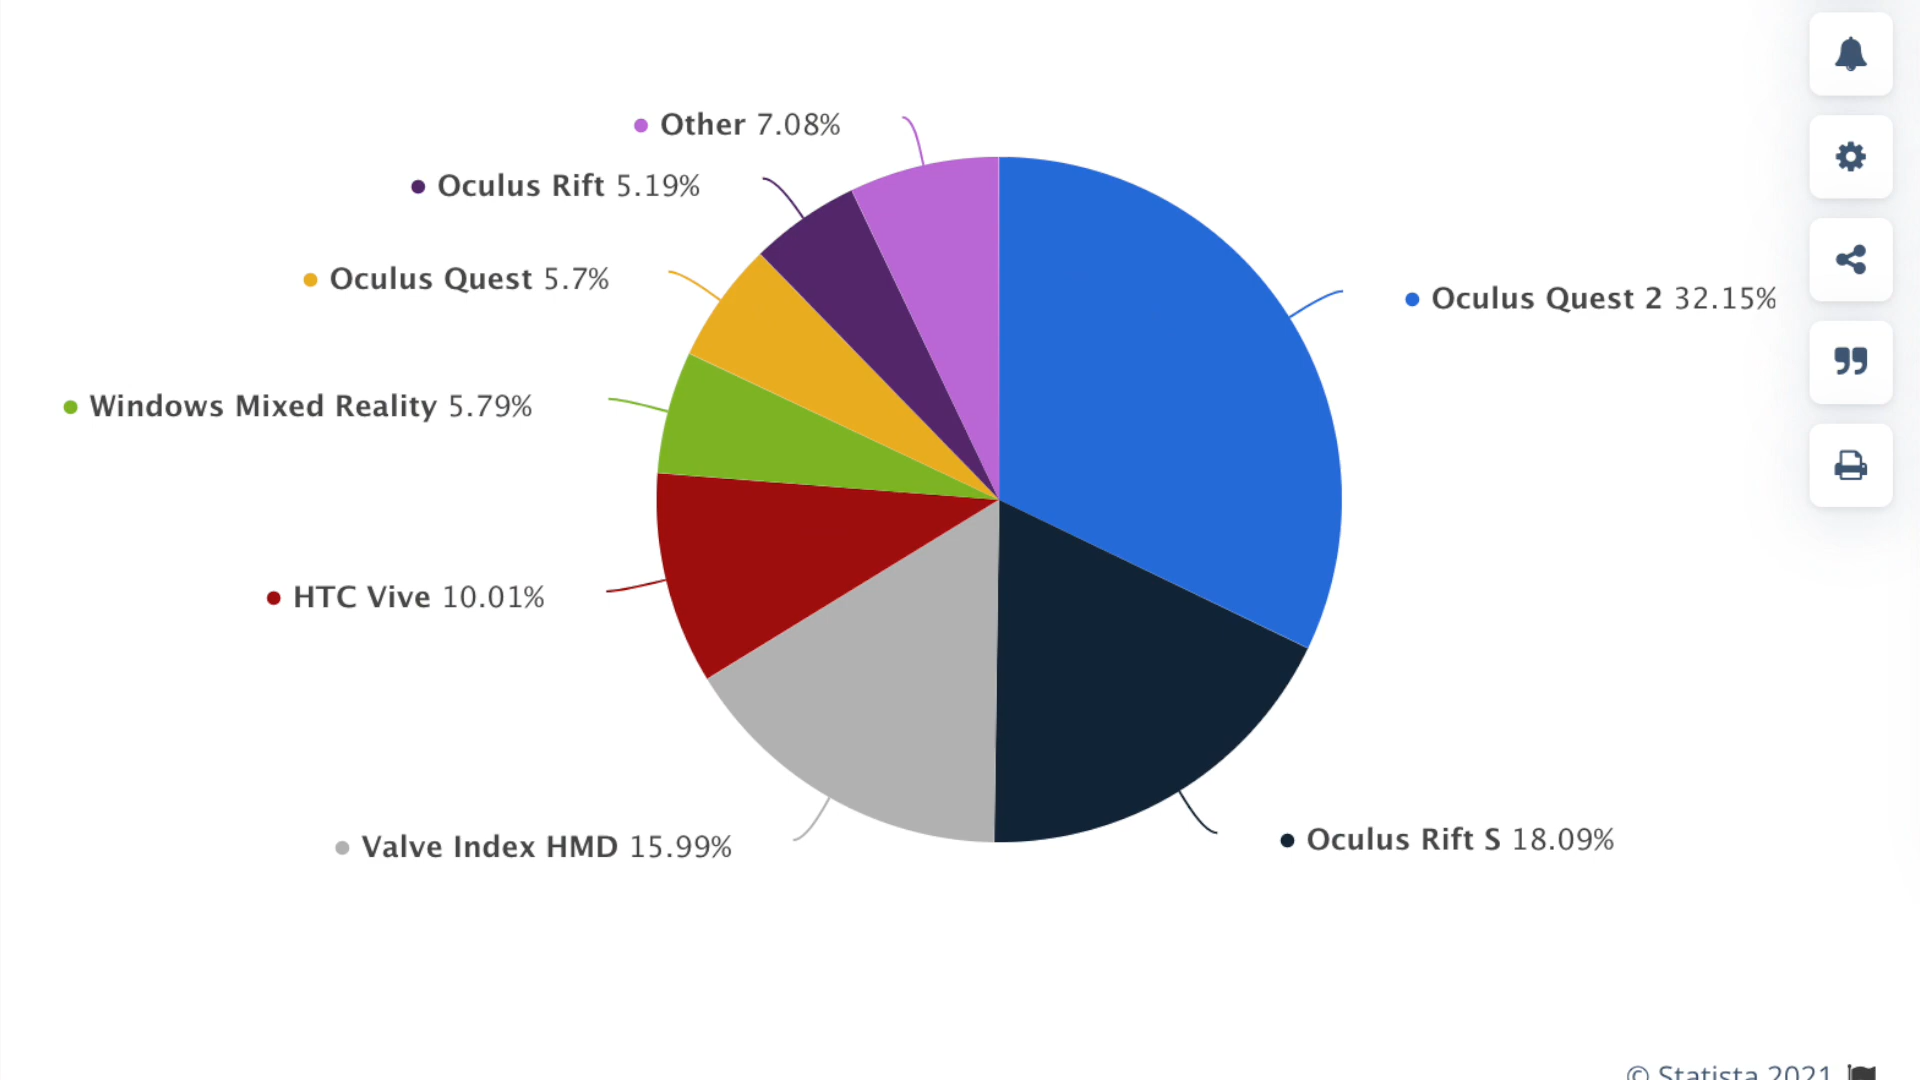 Other 7.08%
Oculus Rift 5.19%
Oculus Quest 5.7%
Oculus Quest 2 32.15%
Windows Mixed Reality 5.79%
HTC Vive 10.01%
Oculus Rift S 18.09%
Valve Index HMD 15.99%
© Statista 2021